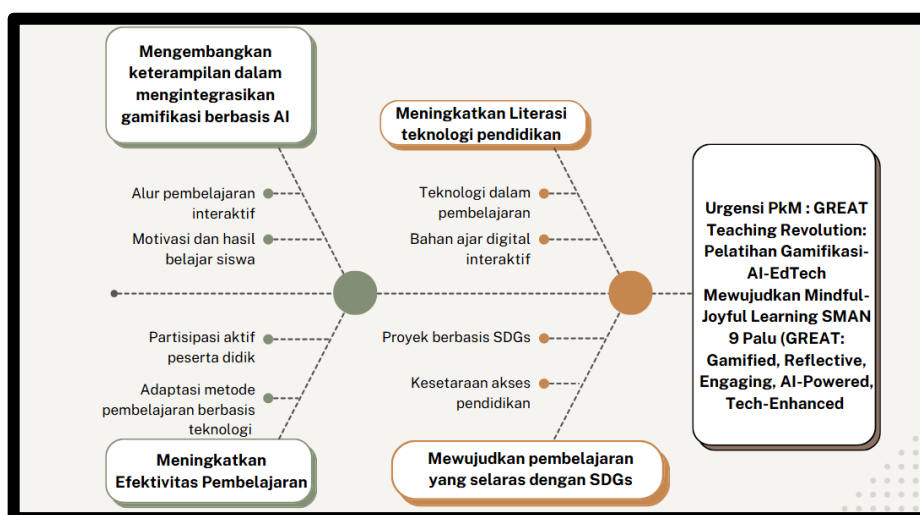 Mengembangkan
keterampilan dalam
mengintegrasikan
gamifikasi berbasis AI
Alur pembelajaran
interaktif
Motivasi dan hasil
belajar siswa
Meningkatkan Literasi
teknologi pendidikan
Teknologi dalam
pembelajaran
Bahan ajar digital
interaktif
Partisipasi aktif
peserta didik
Adaptasi metode
pembelajaran berbasis
teknologi
Meningkatkan
Efektivitas Pembelajaran
Proyek berbasis SDGs
Kesetaraan akses
pendidikan
Mewujudkan pembelajaran
yang selaras dengan SDGs
Urgensi PkM : GREAT
Teaching Revolution:
Pelatihan Gamifikasi-
AI-EdTech
Mewujudkan Mindful-
Joyful Learning SMAN
9 Palu (GREAT:
Gamified, Reflective,
Engaging, AI-Powered,
Tech-Enhanced